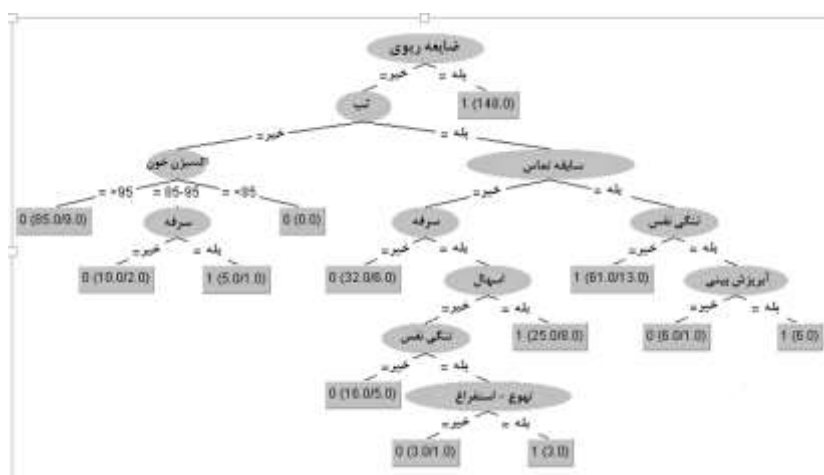 ضایعه ریوی
=خیر
= بله
تب
1 (148.0)
=خیر
= بله
اکسیژن خون
سابقه تماس
= +95
= 85-95
= <85
=خیر
= بله
0 (85.0/9.0)
سرفه
0 (0.0)
سرفه
تنگی نفس
=خیر
= بله
=خیر
= بله
=خیر
= بله
0 (10.0/2.0)
1 (5.0/1.0)
0 (32.0/6.0)
اسهال
1 (61.0/13.0)
آبریزش بینی
=خیر
= بله
=خیر
= بله
تنگی نفس
1 (25.0/8.0)
0 (6.0/1.0)
1 (6.0)
=خیر
= بله
0 (16.0/5.0)
تهوع - استفراغ
=خیر
= بله
0 (3.0/1.0)
1 (3.0)